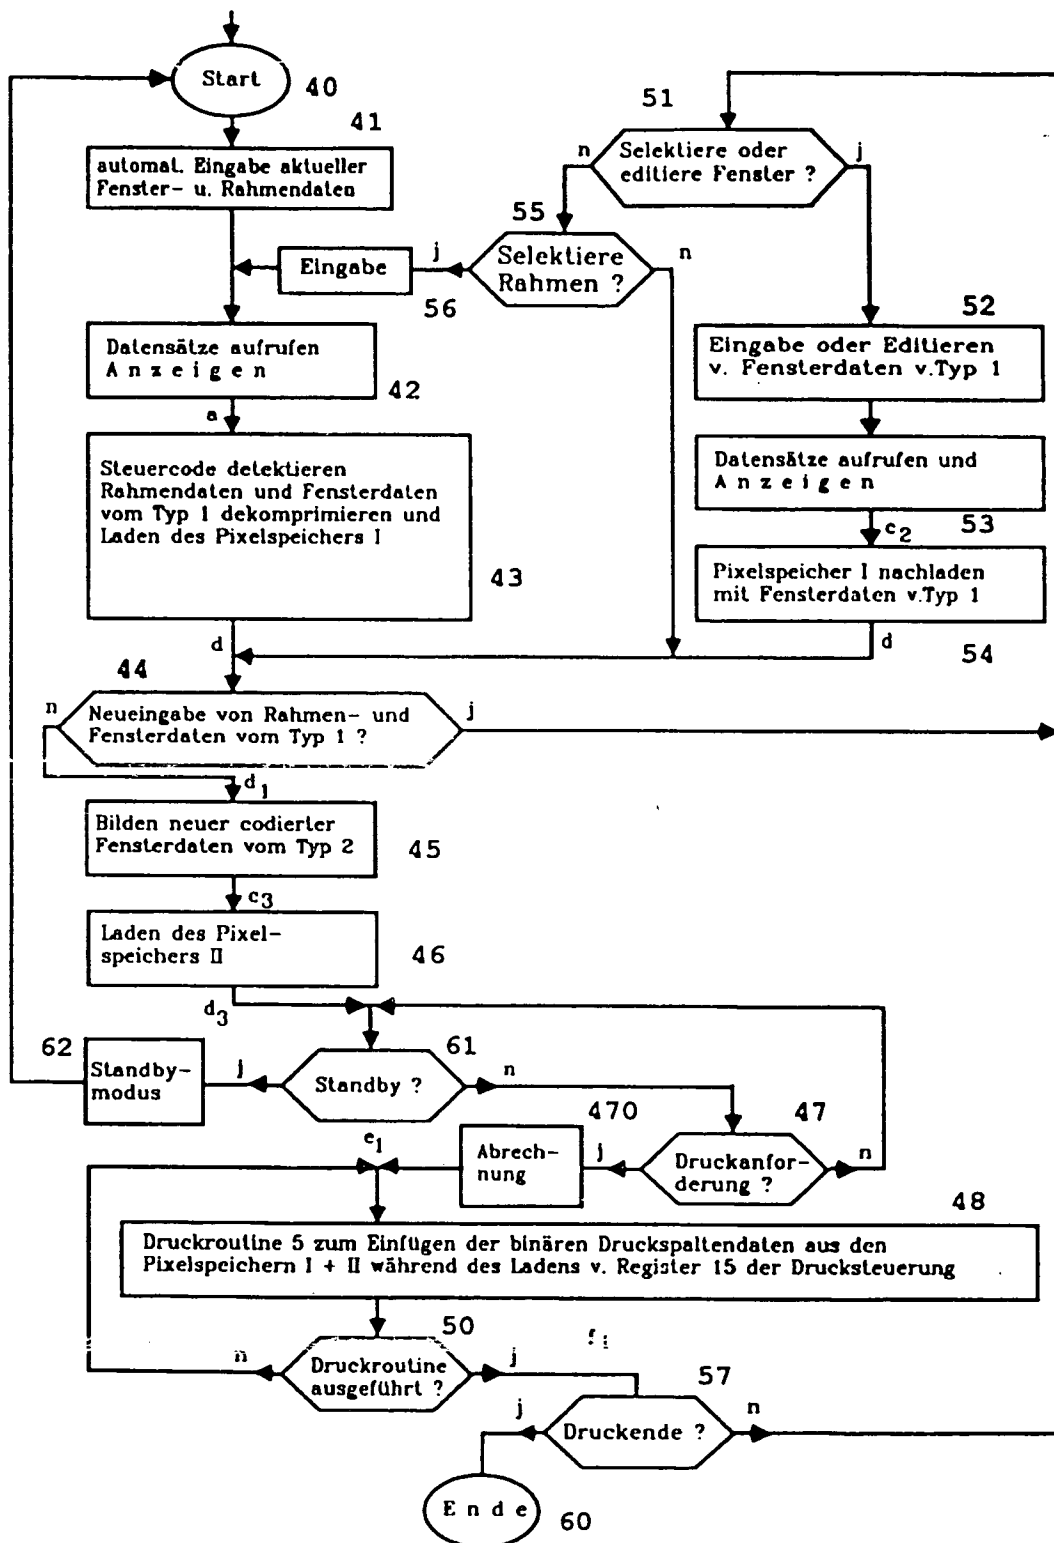 Start
40
41
automat. Eingabe aktueller
Fenster- u. Rahmendaten
51
n
Selektiere oder
editiere Fenster ?
j
55
j
Selektiere
Rahmen ?
n
Eingabe
56
52
Eingabe oder Editieren
v. Fensterdaten v.Typ 1
Datensätze aufrufen
A n z e i g e n
42
a
Datensätze aufrufen und
A n z e i g e n
53
c2
Steuercode detektieren
Rahmendaten und Fensterdaten
vom Typ 1 dekomprimieren und
Laden des Pixelspeichers I
43
Pixelspeicher I nachladen
mit Fensterdaten v.Typ 1
54
d
d
44
n
Neueingabe von Rahmen- und
Fensterdaten vom Typ 1 ?
j
d1
Bilden neuer codierter
Fensterdaten vom Typ 2
45
c3
Laden des Pixel-
speichers II
46
d3
62
Standby-
modus
j
Standby ?
61
n
470
47
e1
Abrech-
nung
j
Druckanfor-
derung ?
n
48
Druckroutine 5 zum Einfügen der binären Druckspaltendaten aus den
Pixelspeichern I + II während des Ladens v. Register 15 der Drucksteuerung
50
n
Druckroutine
ausgeführt ?
j
57
j
Druckende ?
n
E n d e
60